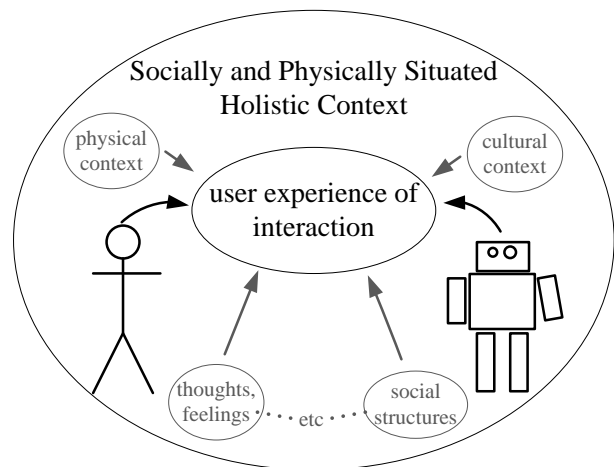 Socially and Physically Situated
Holistic Context
physical
context
cultural
context
user experience of
interaction
thoughts,
feelings
etc
social
structures